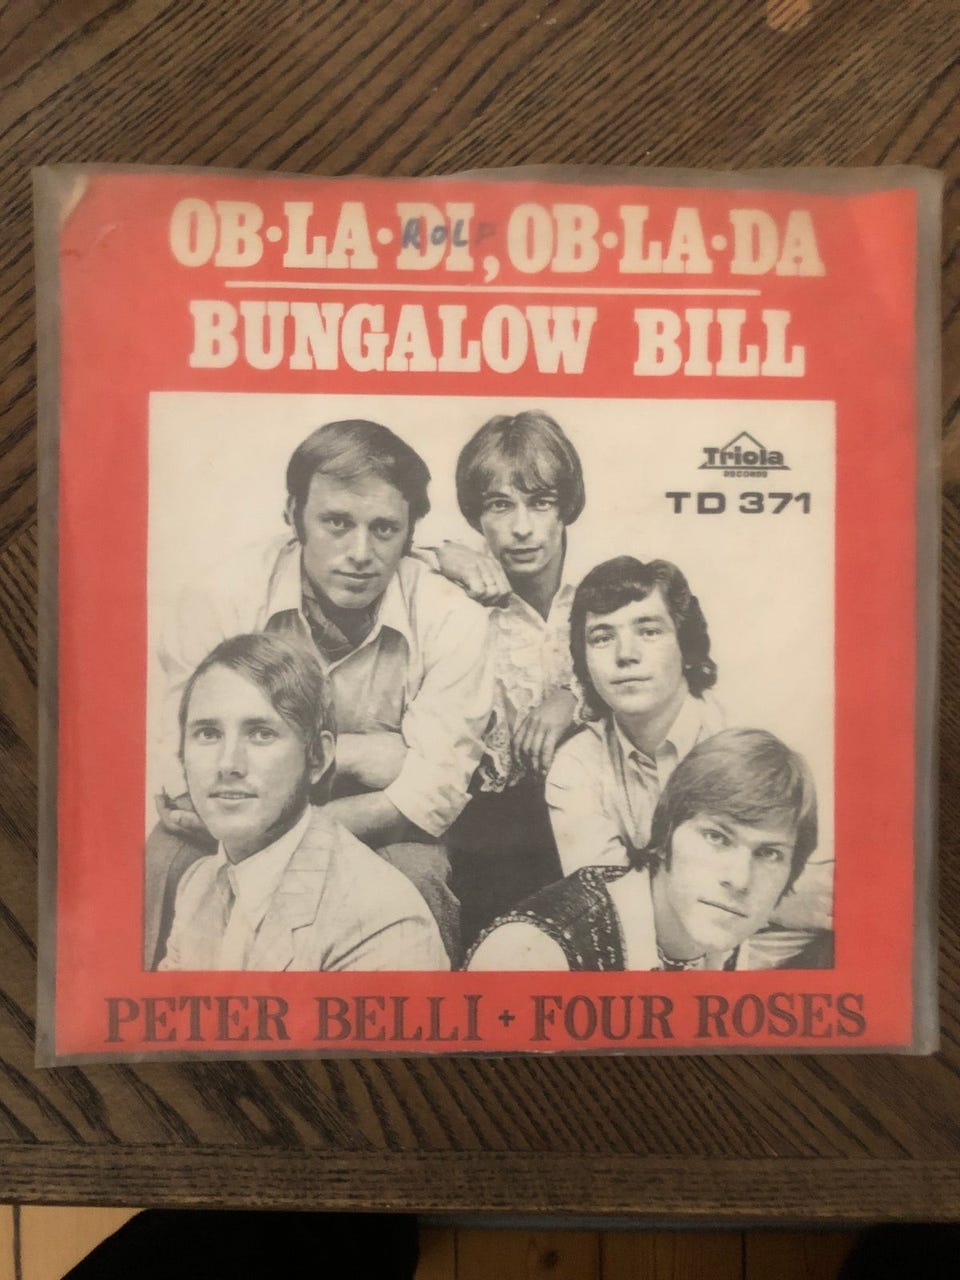 OB·LA·DI, OB·LA·DA
ROLF
BUNGALOW BILL
Triola
RECORDS
TD 371
PETER BELLI + FOUR ROSES